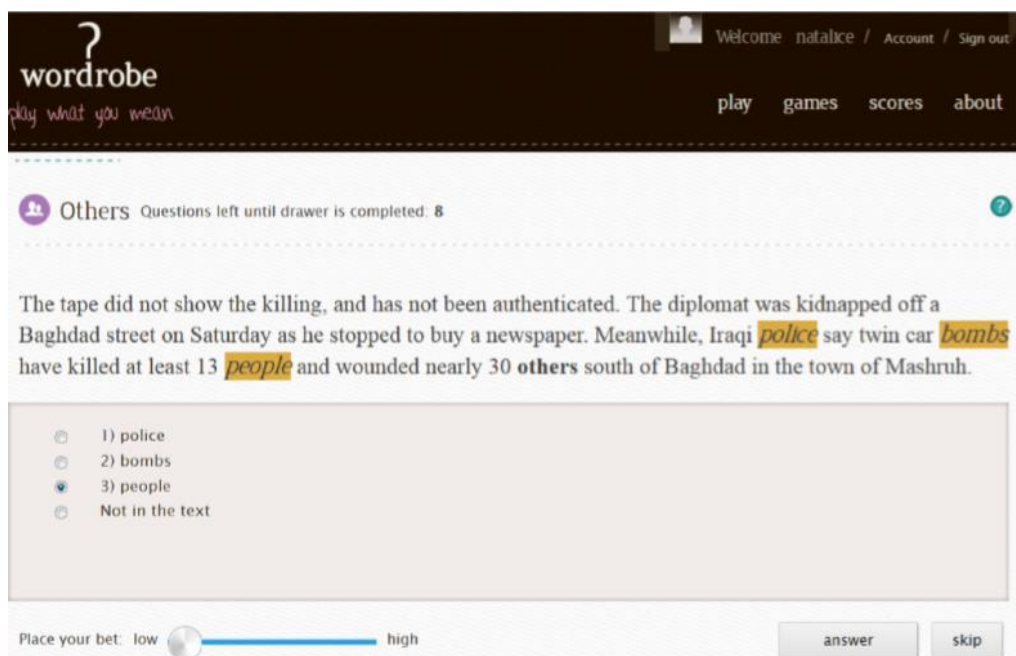 ?
wordrobe
play what you mean
Welcome natalice / Account / Sign out
play games scores about
Others Questions left until drawer is completed: 8
?
The tape did not show the killing, and has not been authenticated. The diplomat was kidnapped off a
Baghdad street on Saturday as he stopped to buy a newspaper. Meanwhile, Iraqi police say twin car bombs
have killed at least 13 people and wounded nearly 30 others south of Baghdad in the town of Mashruh.
1) police
2) bombs
3) people
Not in the text
Place your bet: low high
answer skip